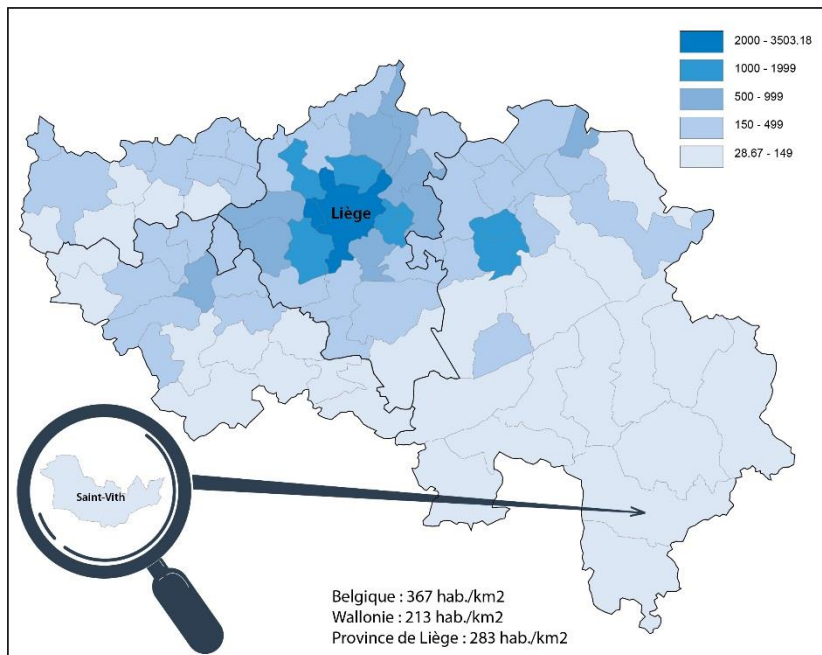 2000 - 3503.18
1000 - 1999
500 - 999
150 - 499
28.67 - 149
Liège
Saint-Vith
Belgique : 367 hab./km2
Wallonie : 213 hab./km2
Province de Liège : 283 hab./km2